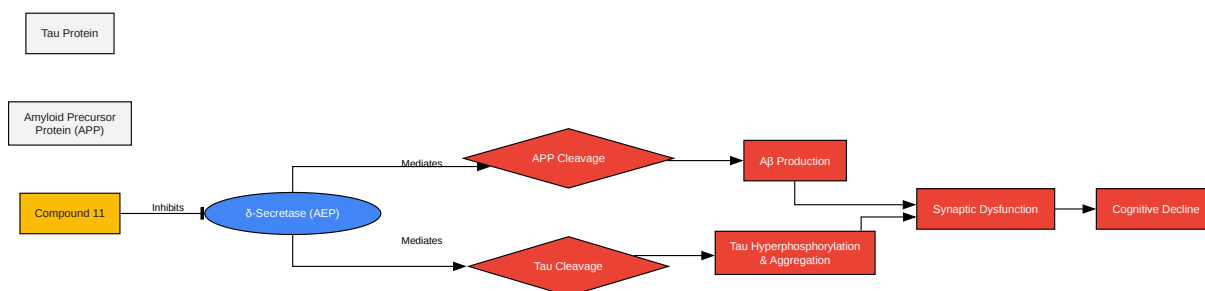 Tau Protein
Amyloid Precursor
Protein (APP)
Compound 11
Inhibits
δ-Secretase (AEP)
Mediates
Mediates
APP Cleavage
Tau Cleavage
Aβ Production
Tau Hyperphosphorylation
& Aggregation
Synaptic Dysfunction
Cognitive Decline